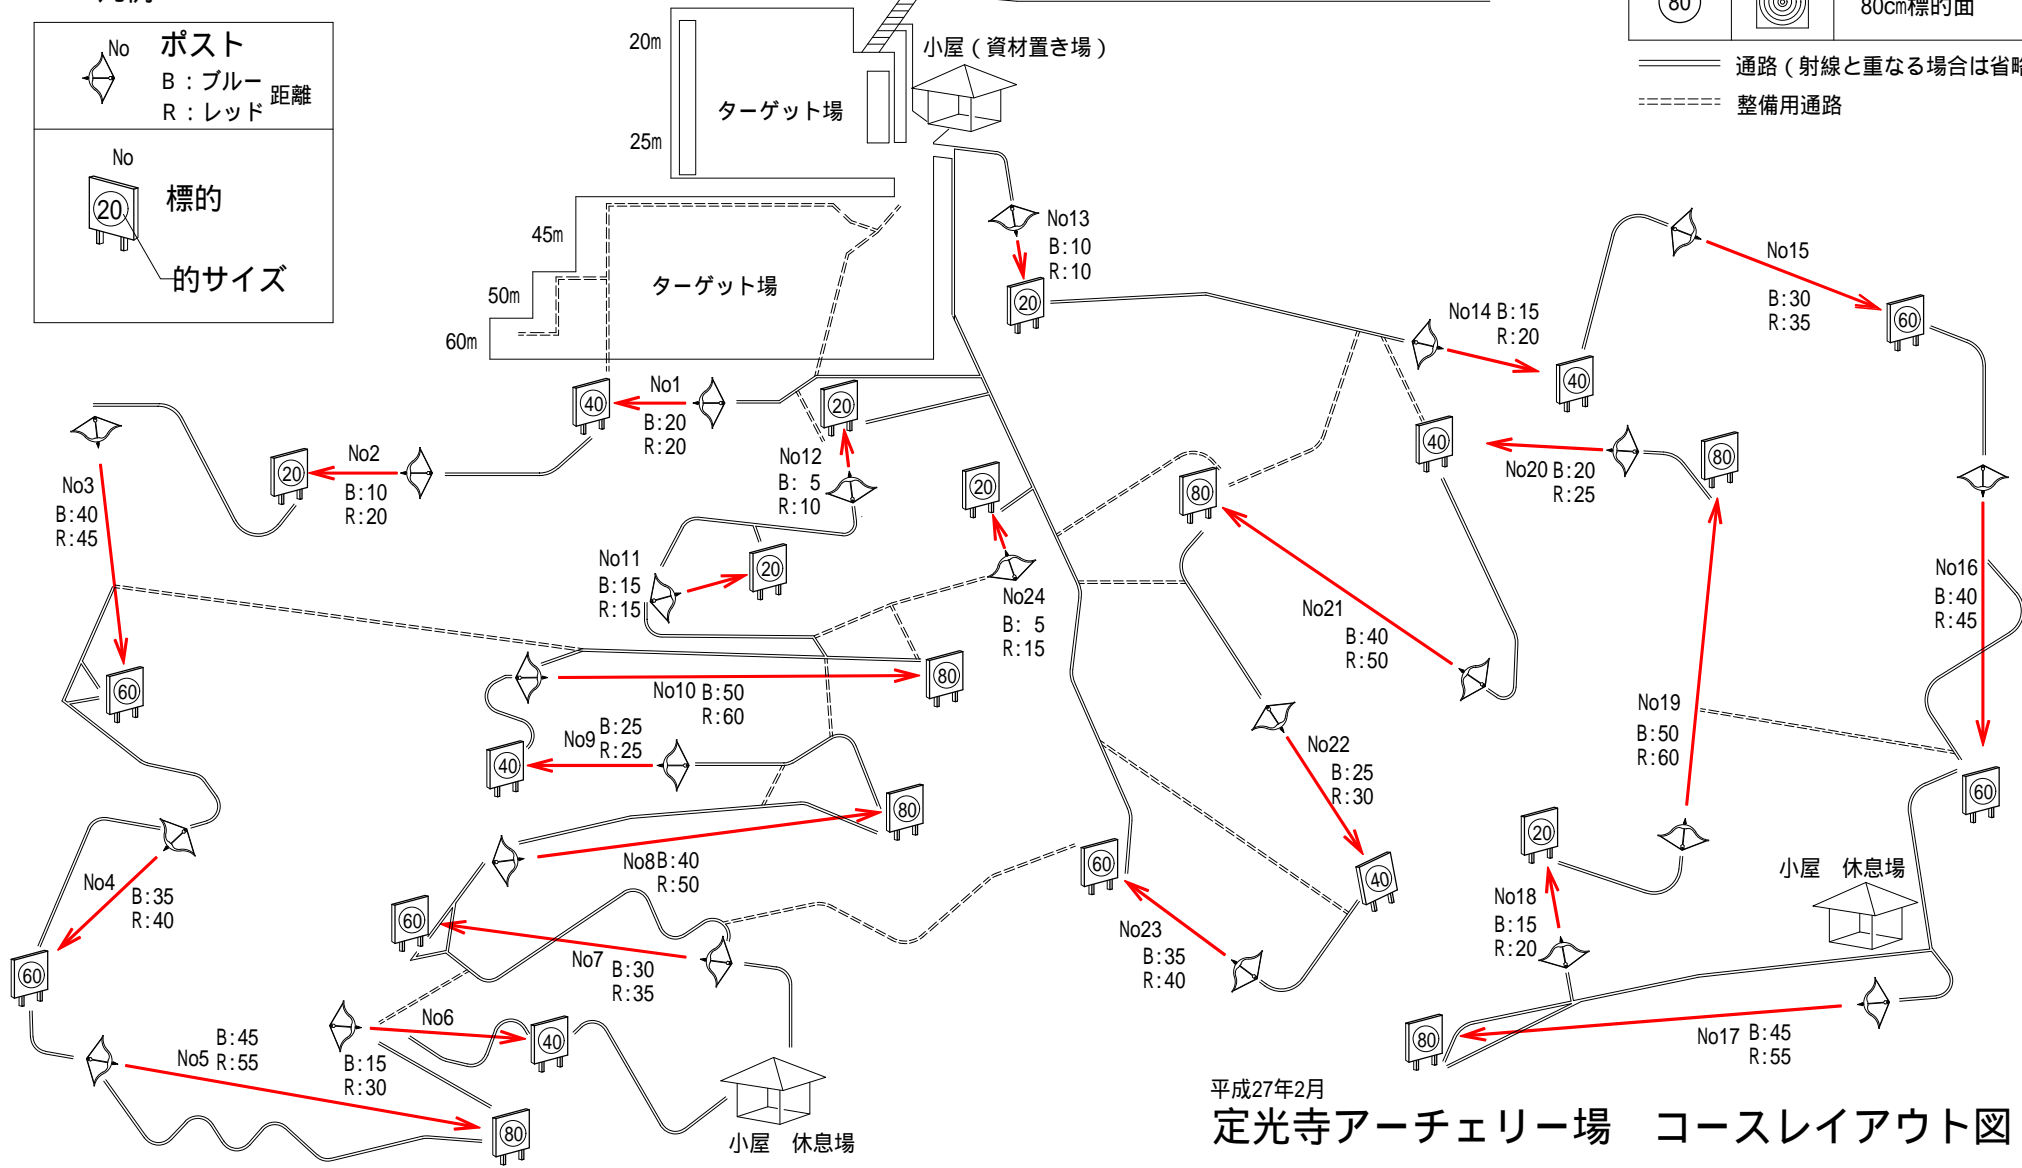 No
ポスト
B:ブルー
R:レッド
距離
No
20
標的
的サイズ
80
80cm標的面
通路(射線と重なる場合は省略
整備用通路
20m
25m
ターゲット場
小屋(資材置き場)
45m
50m
60m
ターゲット場
No13
B:10
R:10
20
No14 B:15
R:20
40
No15
B:30
R:35
60
No1
B:20
R:20
40
No2
B:10
R:20
20
No3
B:40
R:45
60
No12
B: 5
R:10
20
No11
B:15
R:15
20
No24
B: 5
R:15
20
No20 B:20
R:25
40
80
No21
B:40
R:50
80
No16
B:40
R:45
60
No10 B:50
R:60
80
No9
B:25
R:25
40
No19
B:50
R:60
No22
B:25
R:30
40
No8 B:40
R:50
80
No4
B:35
R:40
60
No7
B:30
R:35
60
No23
B:35
R:40
60
No18
B:15
R:20
20
小屋 休息場
No6
B:15
R:30
40
No5
B:45
R:55
80
No17 B:45
R:55
80
小屋 休息場
平成27年2月
定光寺アーチェリー場 コースレイアウト図